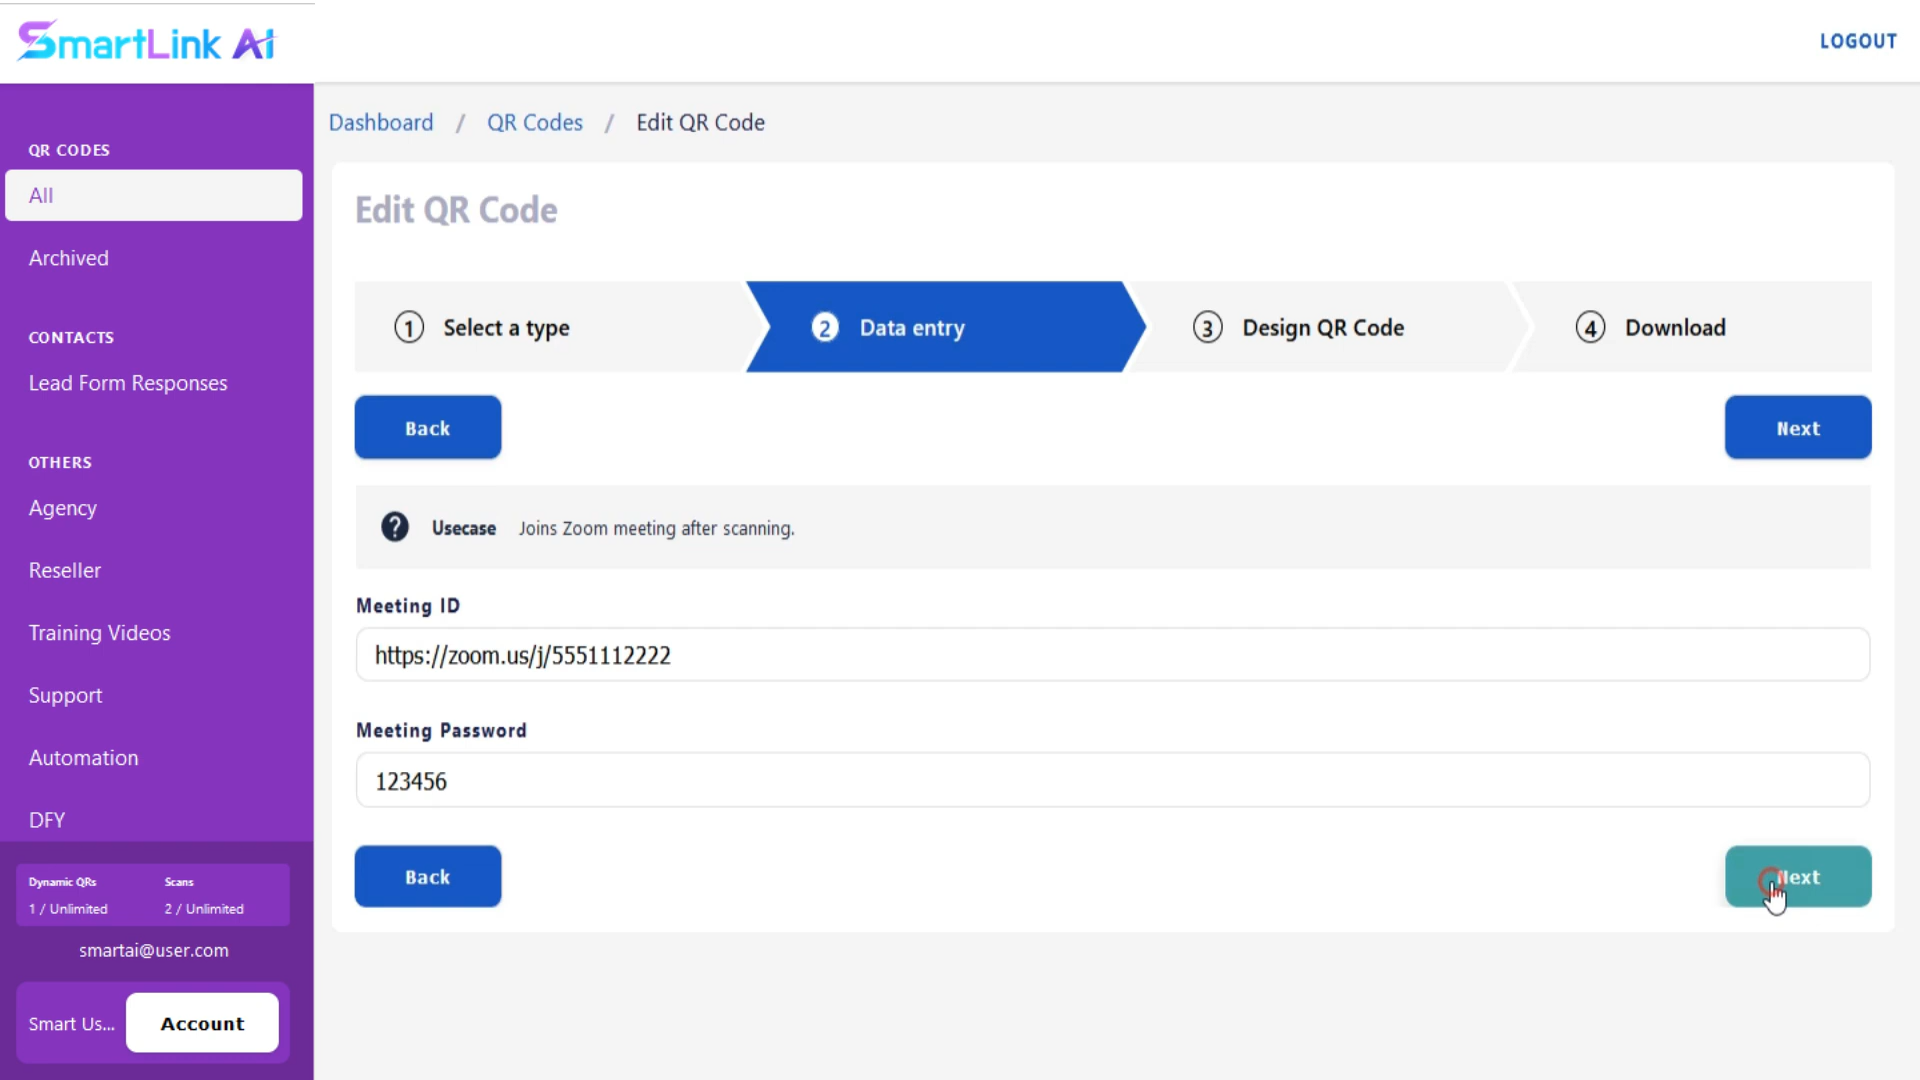 SmartLink AI
LOGOUT
QR CODES
All
Archived
CONTACTS
Lead Form Responses
OTHERS
Agency
Reseller
Training Videos
Support
Automation
DFY
Dynamic QRs Scans
1 / Unlimited 2 / Unlimited
smartai@user.com
Smart Us... Account
Dashboard / QR Codes / Edit QR Code
Edit QR Code
1 Select a type 2 Data entry 3 Design QR Code 4 Download
Back Next
? Usecase Joins Zoom meeting after scanning.
Meeting ID
https://zoom.us/j/5551112222
Meeting Password
123456
Back Next